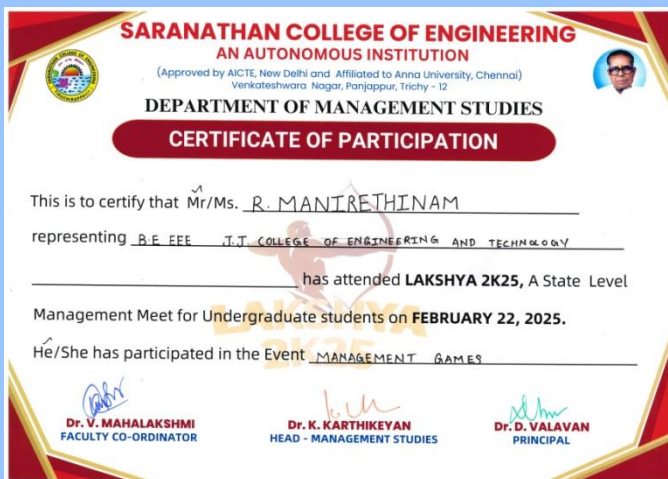 SARANATHAN COLLEGE OF ENGINEERING
AN AUTONOMOUS INSTITUTION
(Approved by AICTE, New Delhi and Affiliated to Anna University, Chennai)
Venkateshwara Nagar, Panjappur, Trichy - 12
DEPARTMENT OF MANAGEMENT STUDIES
CERTIFICATE OF PARTICIPATION
This is to certify that Mr/Ms. R. MANIRETHINAM
representing B.E EEE J.J. COLLEGE OF ENGINEERING AND TECHNOLOGY
has attended LAKSHYA 2K25, A State Level
Management Meet for Undergraduate students on FEBRUARY 22, 2025.
He/She has participated in the Event MANAGEMENT GAMES
LAKSHYA
2K25
Dr. V. MAHALAKSHMI
FACULTY CO-ORDINATOR
Dr. K. KARTHIKEYAN
HEAD - MANAGEMENT STUDIES
Dr. D. VALAVAN
PRINCIPAL